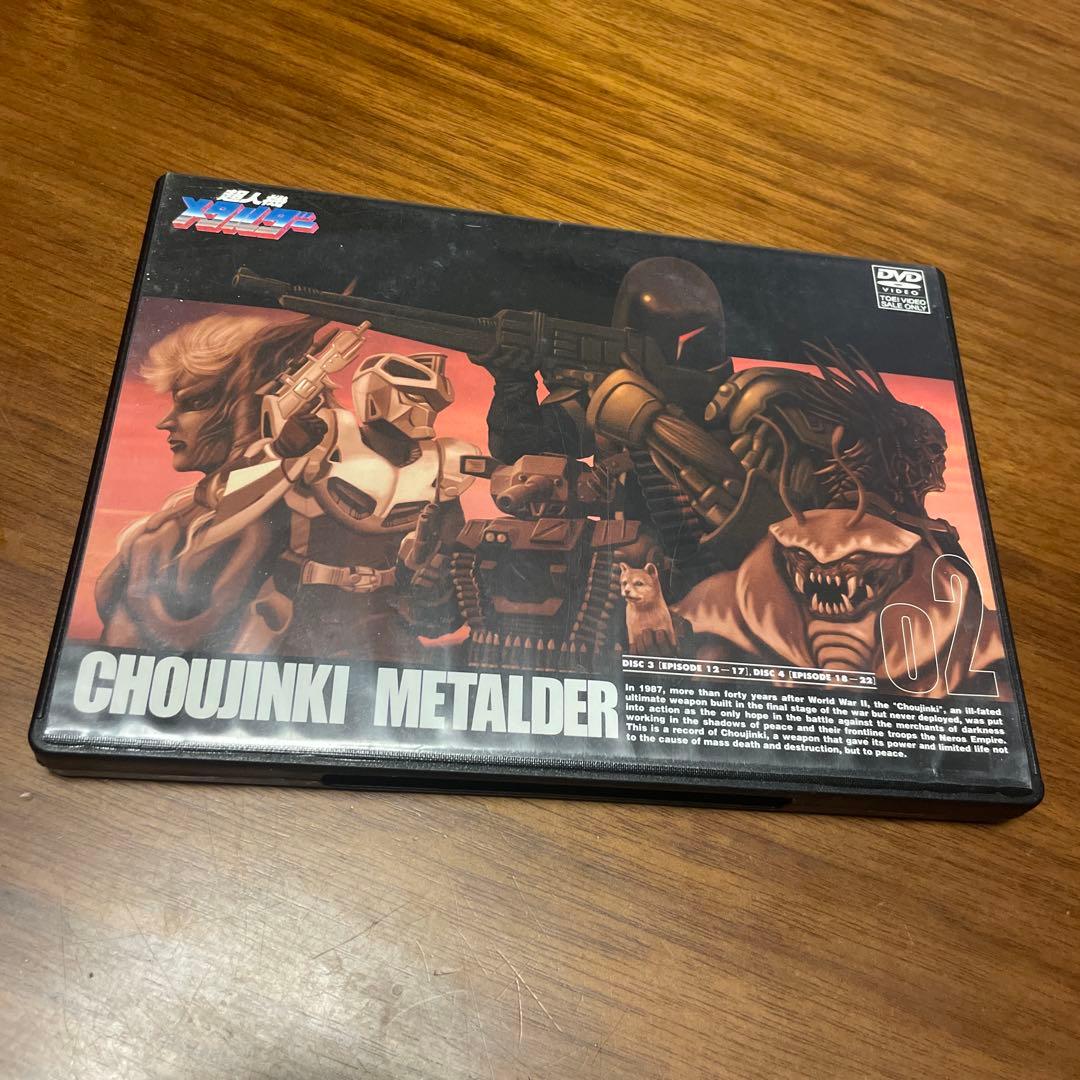 超人機
メタルダー
DVD
VIDEO
TOEI VIDEO
SALE ONLY
02
DISC 3 [EPISODE 12－17], DISC 4 [EPISODE 18－22]
CHOUJINKI METALDER
In 1987, more than forty years after World War II, the "Choujinki", an ill-fated
ultimate weapon built in the final stage of the war but never deployed, was put
into action as the only hope in the battle against the merchants of darkness
working in the shadows of peace and their frontline troops the Neros Empire.
This is a record of Choujinki, a weapon that gave its power and limited life not
to the cause of mass death and destruction, but to peace.